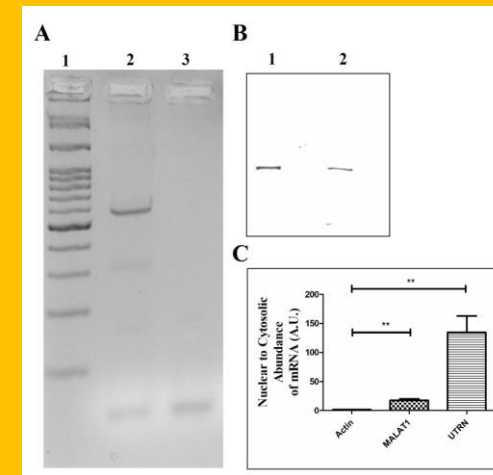 A
1 2 3
B
1 2
C
Nuclear to Cytosolic
Abundance
of mRNA (A.U.)
200
150
100
50
0
**
**
Actin
MALAT1
UTRN